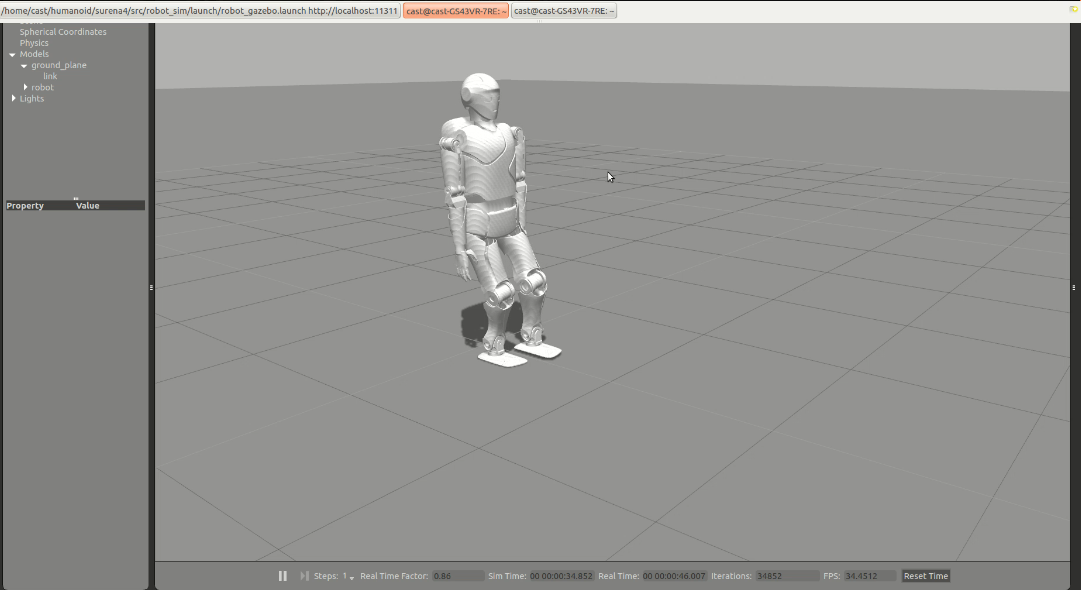 /home/cast/humanoid/surena4/src/robot_sim/launch/robot_gazebo.launch http://localhost:11311 cast@cast-GS43VR-7RE: ~ cast@cast-GS43VR-7RE: ~
Spherical Coordinates
Physics
Models
ground_plane
link
robot
Lights
Property Value
Steps: 1 Real Time Factor: 0.86 Sim Time: 00 00:00:34.852 Real Time: 00 00:00:46.007 Iterations: 34852 FPS: 34.4512 Reset Time